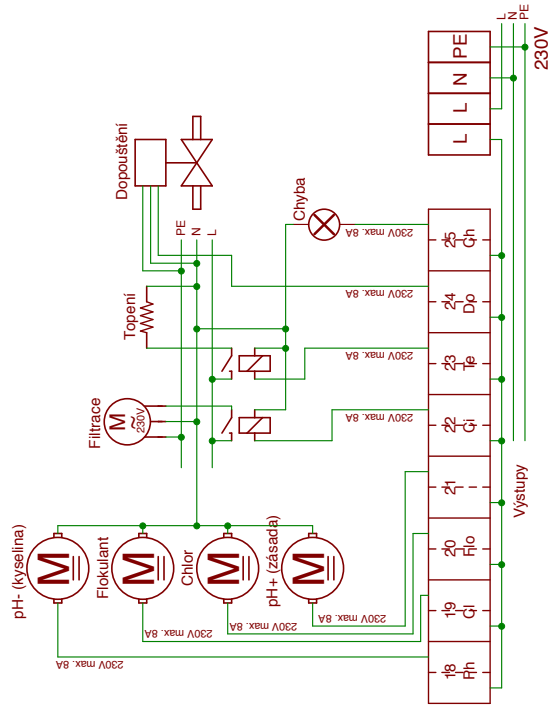 L
N
PE
230V
PE
N
L
L
Dopouštění
PE
N
L
Chyba
Topení
Filtrace
M
~
230V
230V max. 8A
230V max. 8A
230V max. 8A
230V max. 8A
25 Ch
24 Do
23 Te
22 Ci
21
20 Flo
19 Cl
18 Ph
Výstupy
pH- (kyselina)
M
Flokulant
M
Chlor
M
pH+ (zásada)
M
230V max. 8A
230V max. 8A
230V max. 8A
230V max. 8A